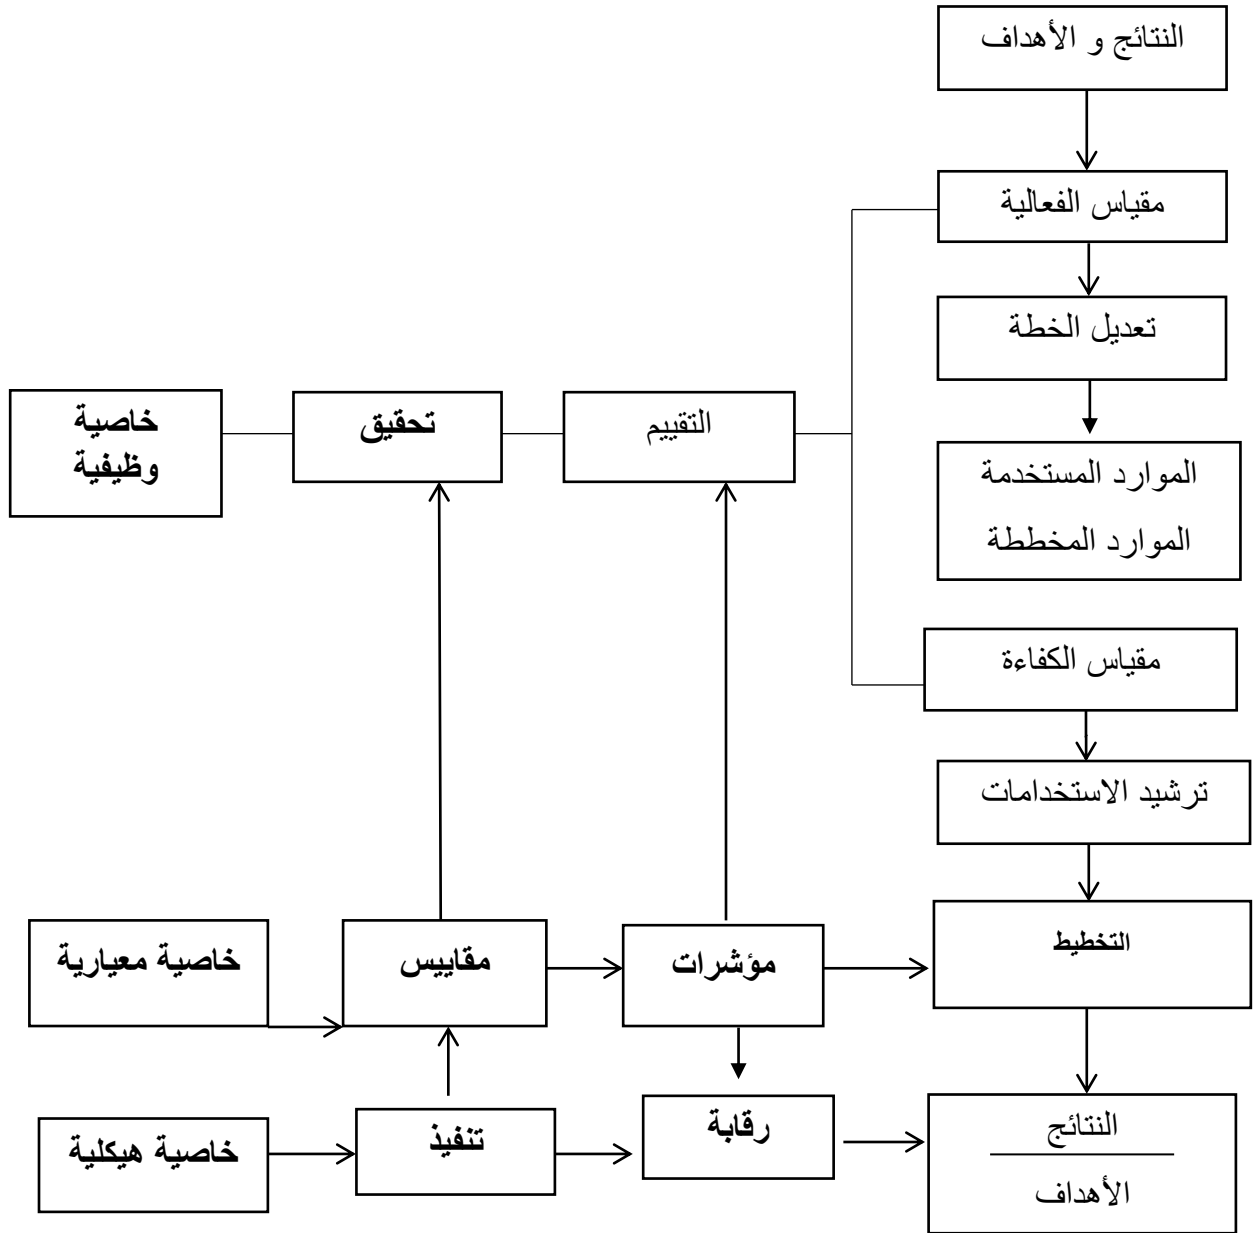 النتائج و الأهداف
مقياس الفعالية
تعديل الخطة
خاصية
وظيفية
تحقيق
التقييم
الموارد المستخدمة
الموارد المخططة
مقياس الكفاءة
ترشيد الاستخدامات
خاصية معيارية
مقاييس
مؤشرات
التخطيط
خاصية هيكلية
تنفيذ
رقابة
النتائج
الأهداف